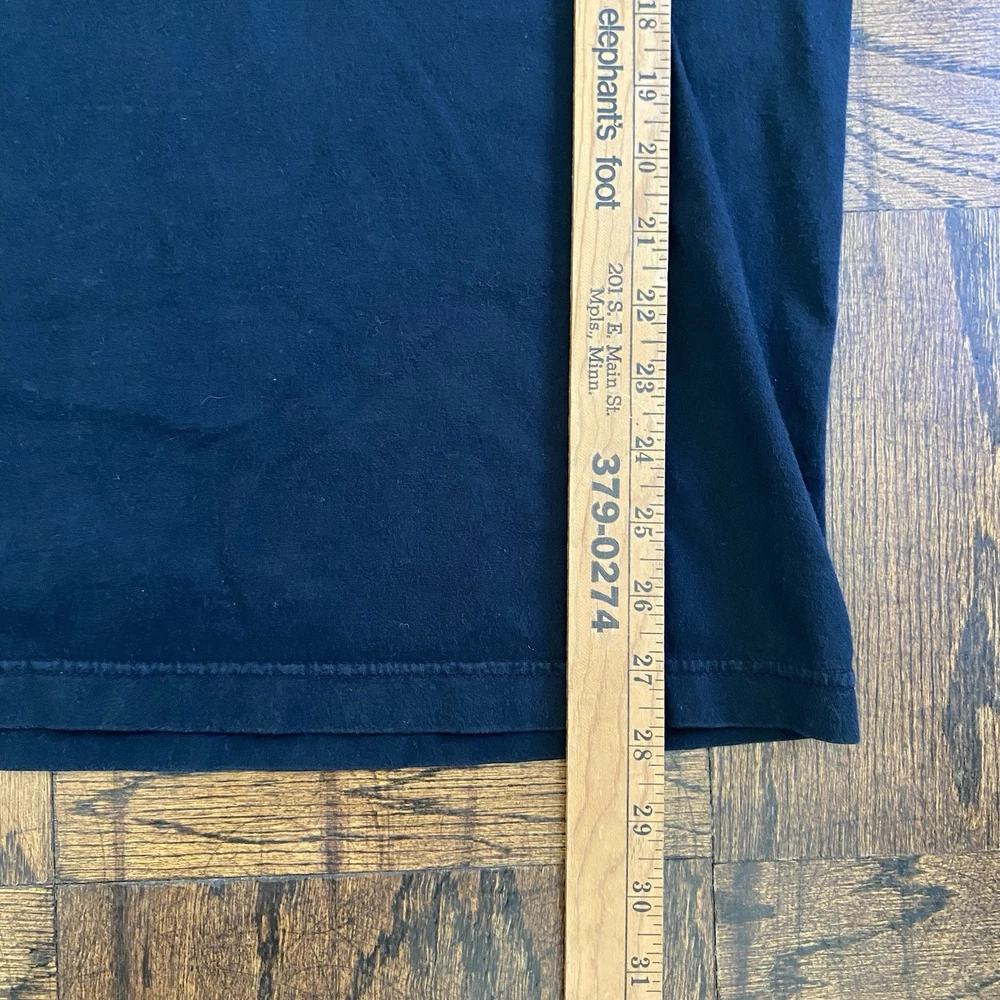 elephant's foot
201 S. E. Main St.
Mpls., Minn.
379-0274
18 19 20 21 22 23 24 25 26 27 28 29 30 31